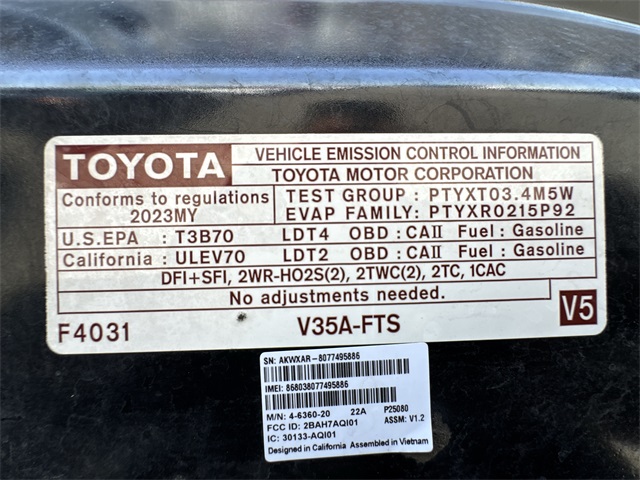 TOYOTA
VEHICLE EMISSION CONTROL INFORMATION
TOYOTA MOTOR CORPORATION
Conforms to regulations
2023MY
TEST GROUP : PTYXT03.4M5W
EVAP FAMILY: PTYXR0215P92
U.S.EPA : T3B70 LDT4 OBD : CAII Fuel : Gasoline
California : ULEV70 LDT2 OBD : CAII Fuel : Gasoline
DFI+SFI, 2WR-HO2S(2), 2TWC(2), 2TC, 1CAC
No adjustments needed.
F4031 V35A-FTS V5
SN: AKWXAR-8077495886
IMEI: 868038077495886
M/N: 4-6360-20 22A P25080
FCC ID: 2BAH7AQI01 ASSM: V1.2
IC: 30133-AQI01
Designed in California Assembled in Vietnam